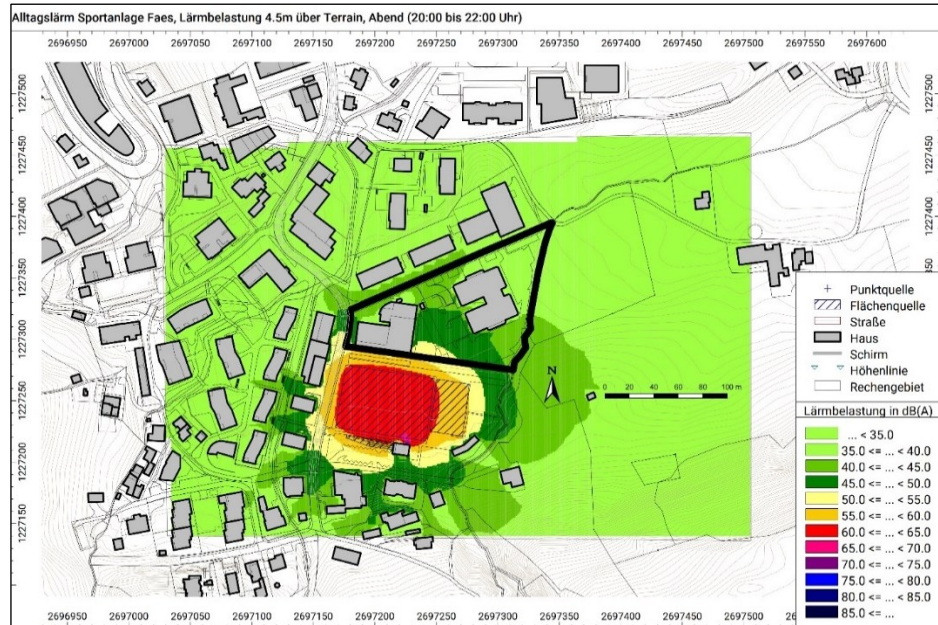 Alltagslärm Sportanlage Faes, Lärmbelastung 4.5m über Terrain, Abend (20:00 bis 22:00 Uhr)
2696950 2697000 2697050 2697100 2697150 2697200 2697250 2697300 2697350 2697400 2697450 2697500 2697550 2697600
1227500 1227500
1227450 1227450
1227400 1227400
1227350
1227300
1227250
1227200
1227150
N
0 20 40 60 80 100 m
Punktquelle
Flächenquelle
Straße
Haus
Schirm
Höhenlinie
Rechengebiet
Lärmbelastung in dB(A)
... < 35.0
35.0 <= ... < 40.0
40.0 <= ... < 45.0
45.0 <= ... < 50.0
50.0 <= ... < 55.0
55.0 <= ... < 60.0
60.0 <= ... < 65.0
65.0 <= ... < 70.0
70.0 <= ... < 75.0
75.0 <= ... < 80.0
80.0 <= ... < 85.0
85.0 <= ...
2696950 2697000 2697050 2697100 2697150 2697200 2697250 2697300 2697350 2697400 2697450 2697500